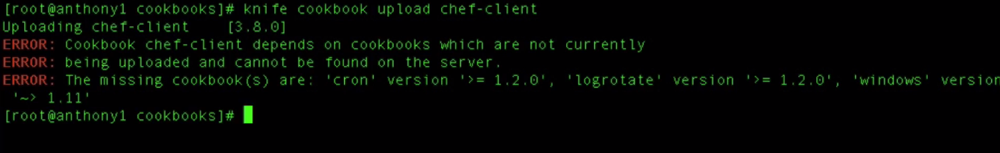 [root@anthony1 cookbooks]# knife cookbook upload chef-client
Uploading chef-client    [3.8.0]
ERROR: Cookbook chef-client depends on cookbooks which are not currently
ERROR: being uploaded and cannot be found on the server.
ERROR: The missing cookbook(s) are: 'cron' version '>= 1.2.0', 'logrotate' version '>= 1.2.0', 'windows' version
 '~> 1.11'
[root@anthony1 cookbooks]#